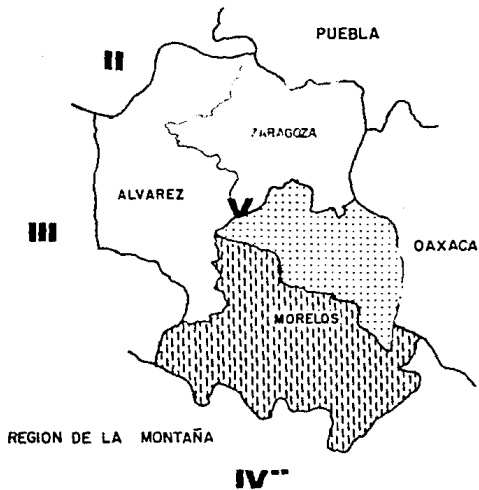 PUEBLA
II
ZARAGOZA
ALVAREZ
V
III
OAXACA
MORELOS
REGION DE LA MONTAÑA
IV""